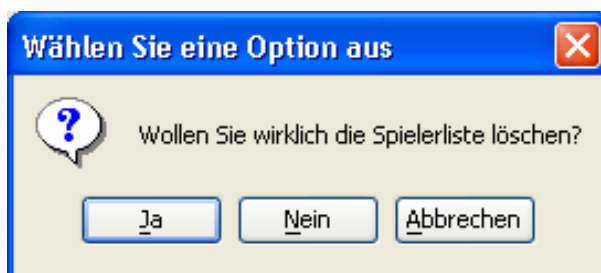 Wählen Sie eine Option aus
Wollen Sie wirklich die Spielerliste löschen?
Ja Nein Abbrechen